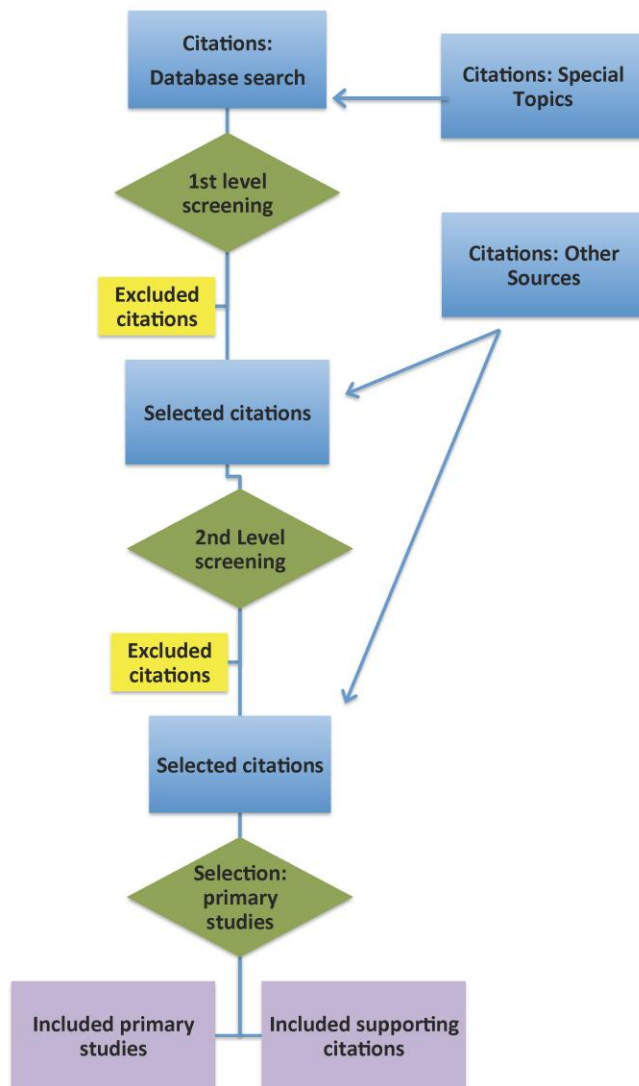 Citations:
Database search
Citations: Special
Topics
1st level
screening
Citations: Other
Sources
Excluded
citations
Selected citations
2nd Level
screening
Excluded
citations
Selected citations
Selection:
primary
studies
Included primary
studies
Included supporting
citations